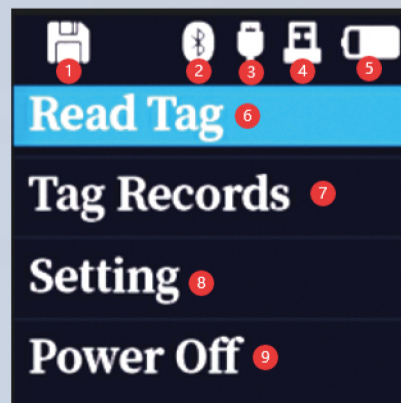 1 2 3 4 5
Read Tag 6
Tag Records 7
Setting 8
Power Off 9